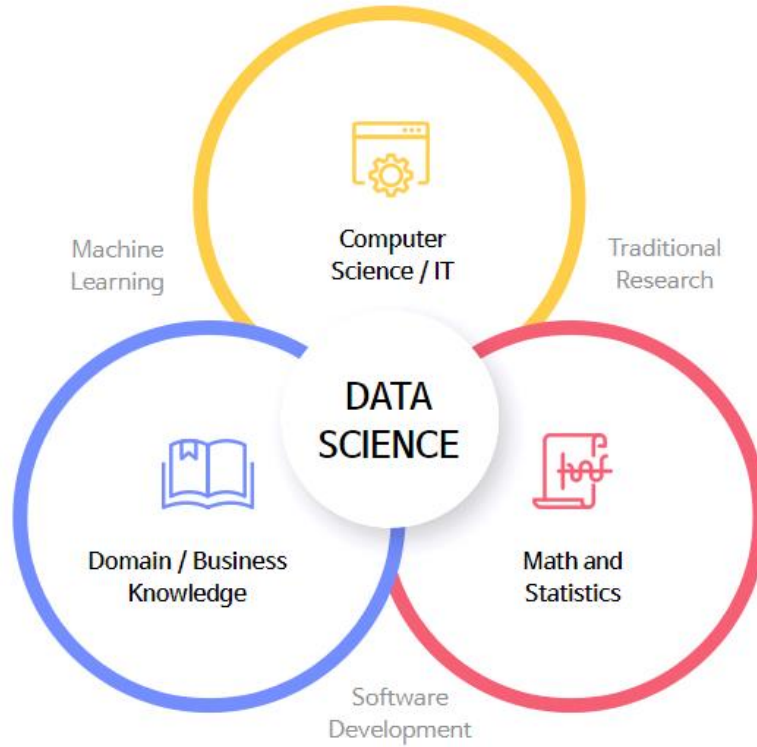 Computer
Science / IT
Machine
Learning
Traditional
Research
DATA
SCIENCE
Domain / Business
Knowledge
Math and
Statistics
Software
Development